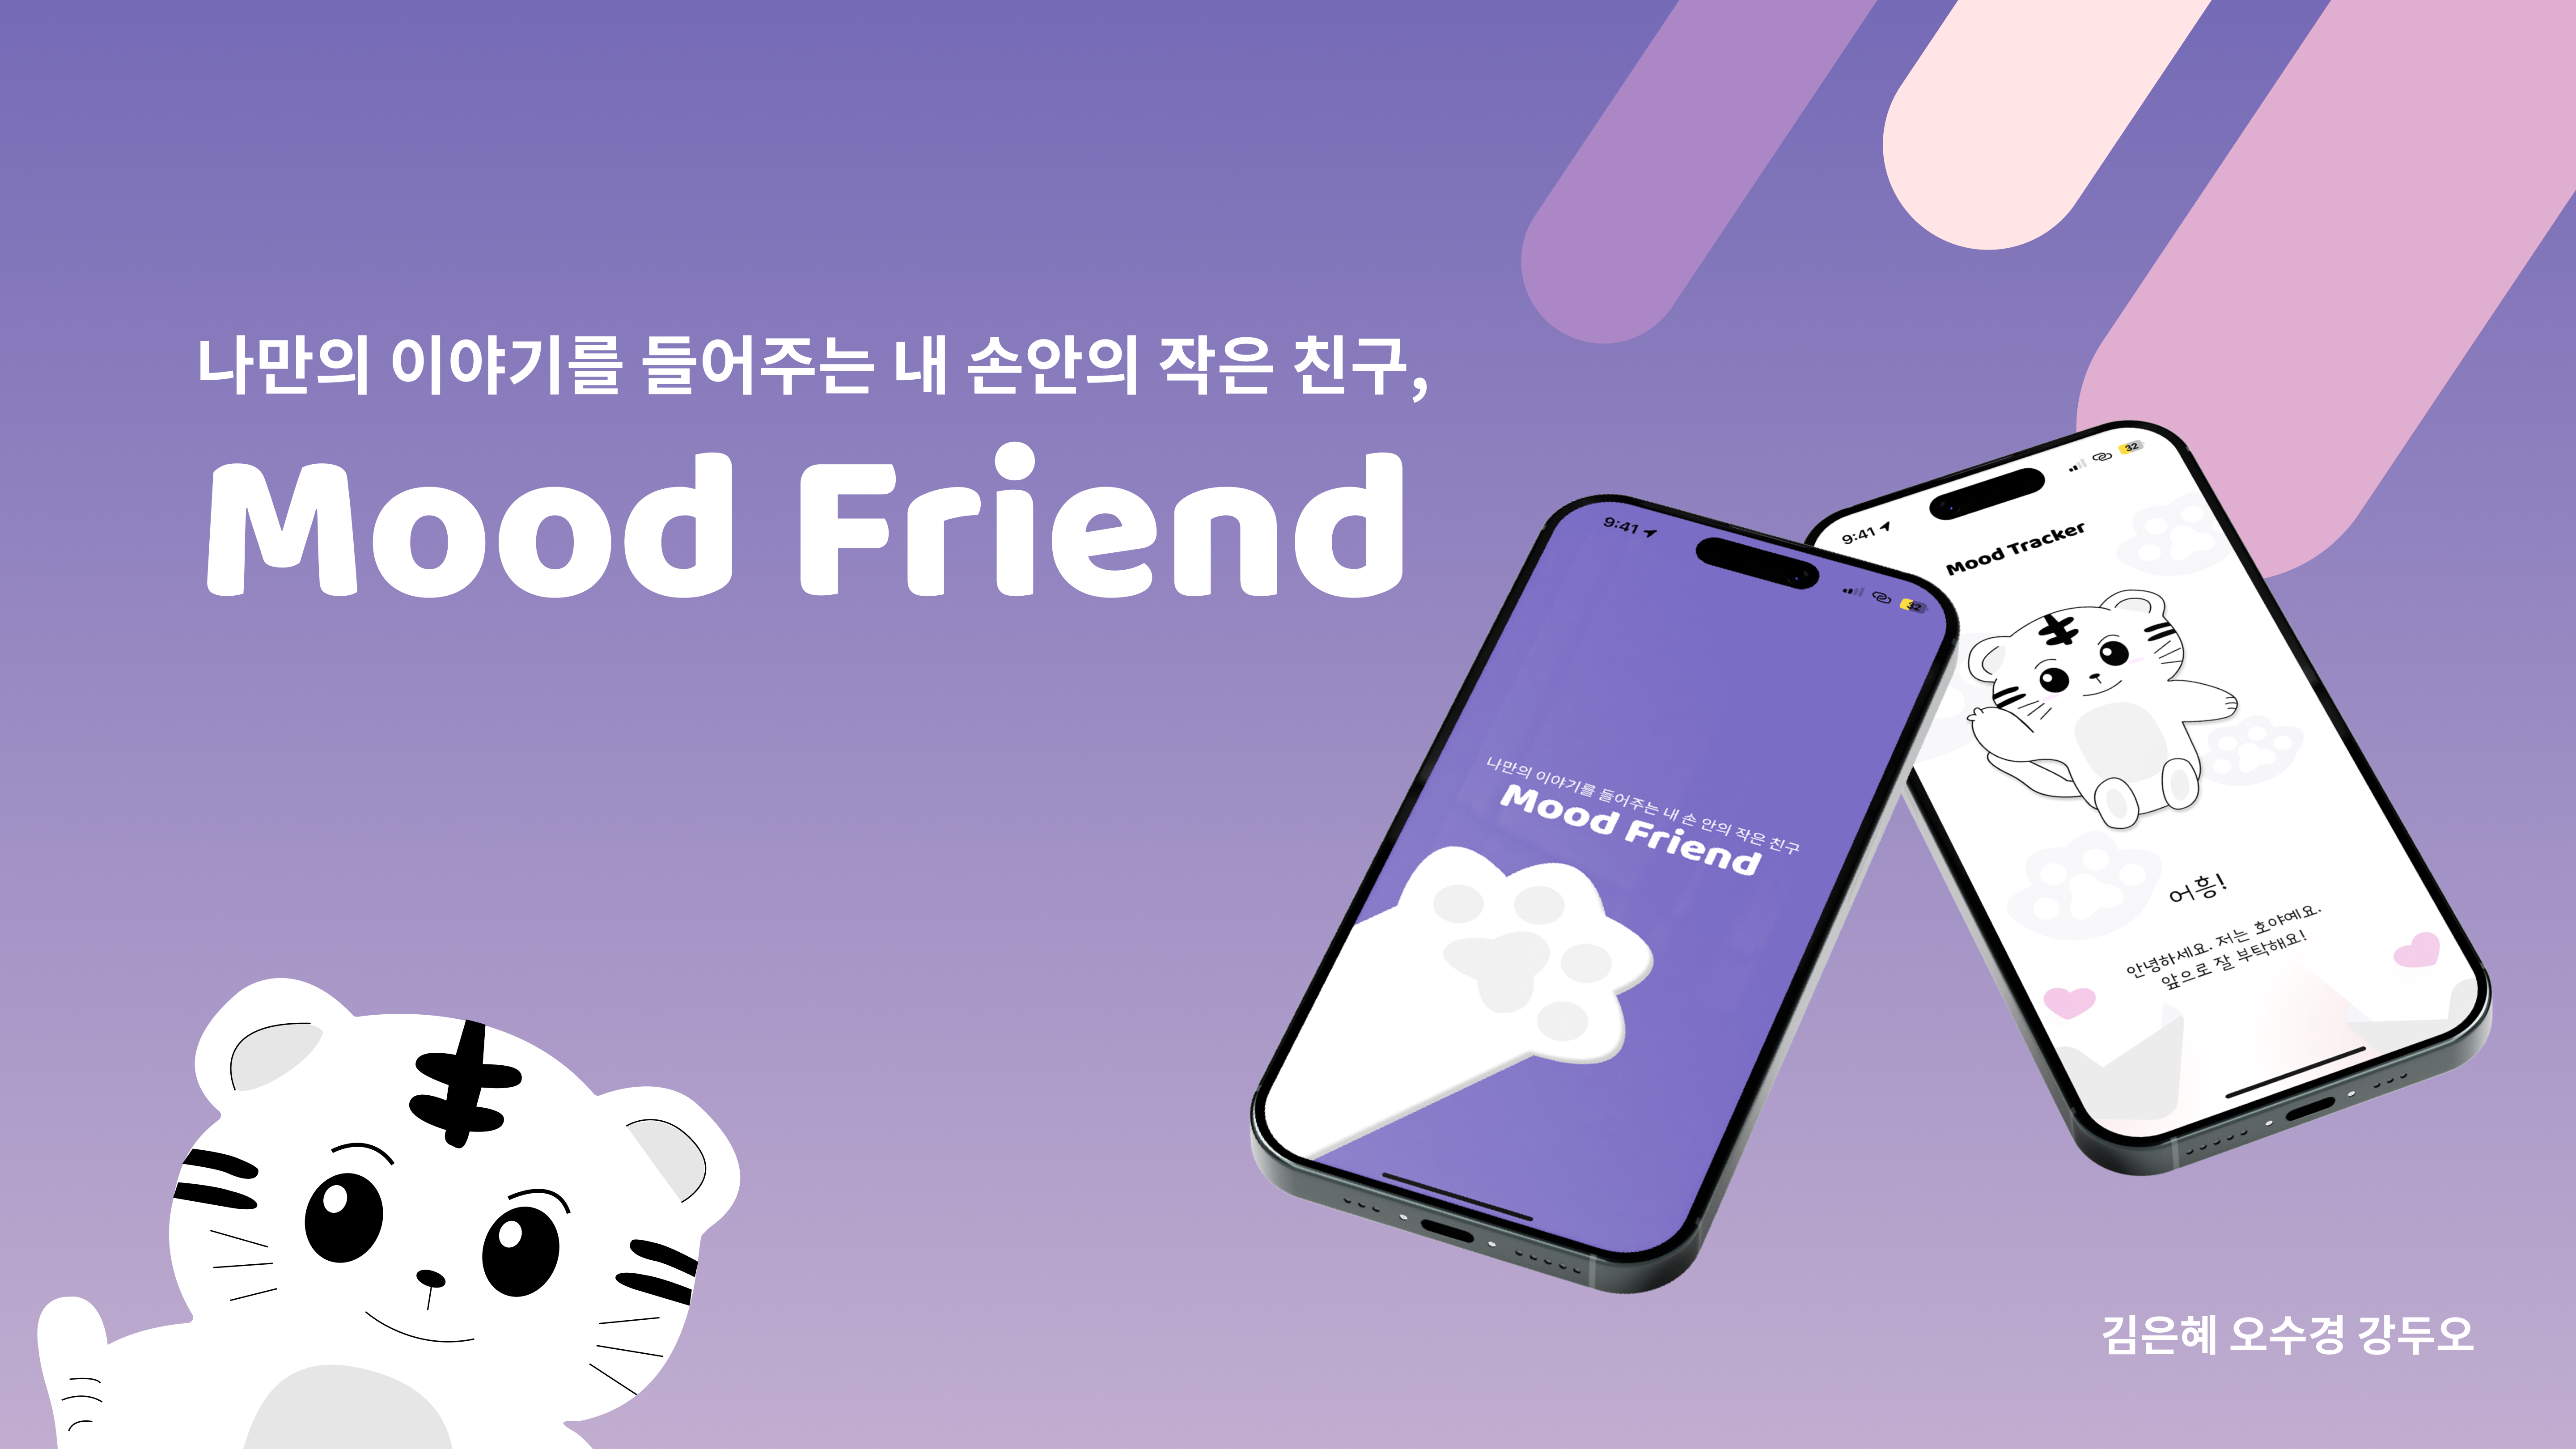 나만의 이야기를 들어주는 내 손안의 작은 친구,
Mood Friend
9:41
32
나만의 이야기를 들어주는 내 손 안의 작은 친구
Mood Friend
9:41
32
Mood Tracker
어흥!
안녕하세요. 저는 호야예요.
앞으로 잘 부탁해요!
김은혜 오수경 강두오